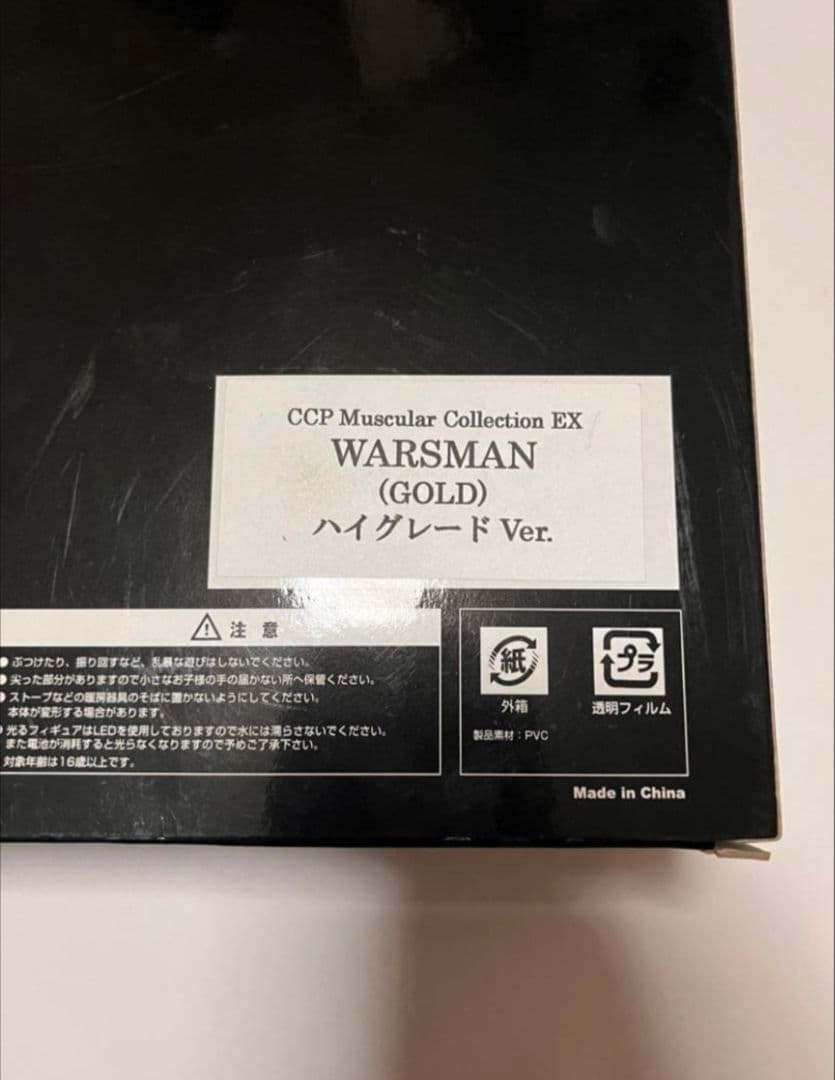 CCP Muscular Collection EX
WARSMAN
(GOLD)
ハイグレード Ver.
注 意
● ぶつけたり、振り回すなど、乱暴な遊びはしないでください。
● 尖った部分がありますので小さなお子様の手の届かない所へ保管ください。
● ストーブなどの暖房器具のそばに置かないようにしてください。
本体が変形する場合があります。
● 光るフィギュアはLEDを使用しておりますので水には濡らさないでください。
また電池が消耗すると光らなくなりますので予めご了承下さい。
対象年齢は16歳以上です。
紙
外箱
プラ
透明フィルム
製品素材:PVC
Made in China